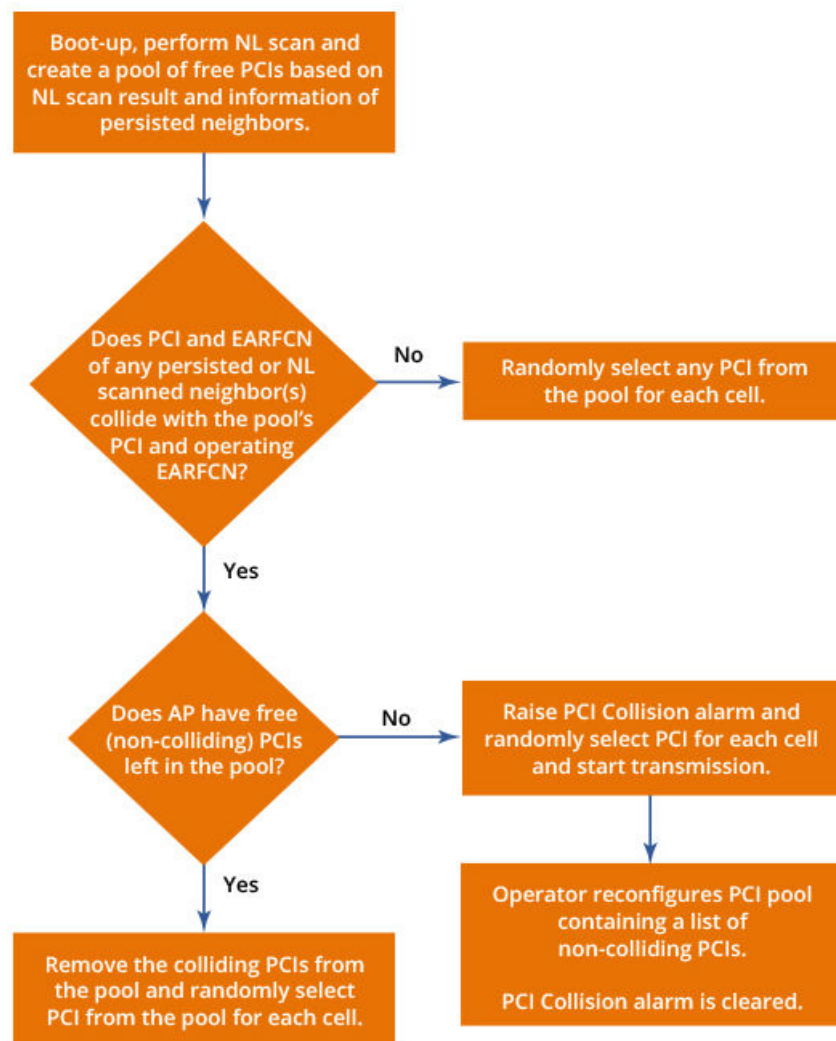 Boot-up, perform NL scan and
create a pool of free PCIs based on
NL scan result and information of
persisted neighbors.
Does PCI and EARFCN
of any persisted or NL
scanned neighbor(s)
collide with the pool's
PCI and operating
EARFCN?
No
Randomly select any PCI from
the pool for each cell.
Yes
Does AP have free
(non-colliding) PCIs
left in the pool?
No
Raise PCI Collision alarm and
randomly select PCI for each cell
and start transmission.
Yes
Operator reconfigures PCI pool
containing a list of
non-colliding PCIs.
PCI Collision alarm is cleared.
Remove the colliding PCIs from
the pool and randomly select
PCI from the pool for each cell.